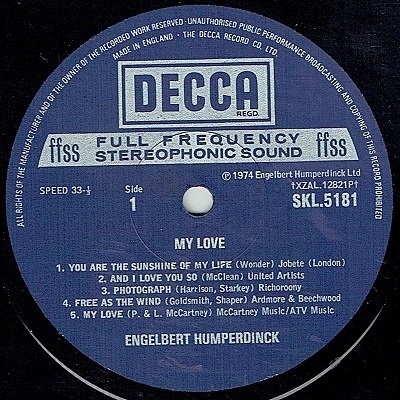 ALL RIGHTS OF THE MANUFACTURER AND OF THE OWNER OF THE RECORDED WORK RESERVED · UNAUTHORISED PUBLIC PERFORMANCE BROADCASTING AND COPYING OF THIS RECORD PROHIBITED
MADE IN ENGLAND · THE DECCA RECORD CO. LTD.
DECCA
REGD.
ffss FULL FREQUENCY STEREOPHONIC SOUND ffss
℗ 1974 Engelbert Humperdinck Ltd
SPEED 33-⅓ Side †XZAL.12821P†
1 SKL.5181
MY LOVE
1. YOU ARE THE SUNSHINE OF MY LIFE (Wonder) Jobete (London)
2. AND I LOVE YOU SO (McClean) United Artists
3. PHOTOGRAPH (Harrison, Starkey) Richoroony
4. FREE AS THE WIND (Goldsmith, Shaper) Ardmore & Beechwood
5. MY LOVE (P. & L. McCartney) McCartney Music/ATV Music
ENGELBERT HUMPERDINCK